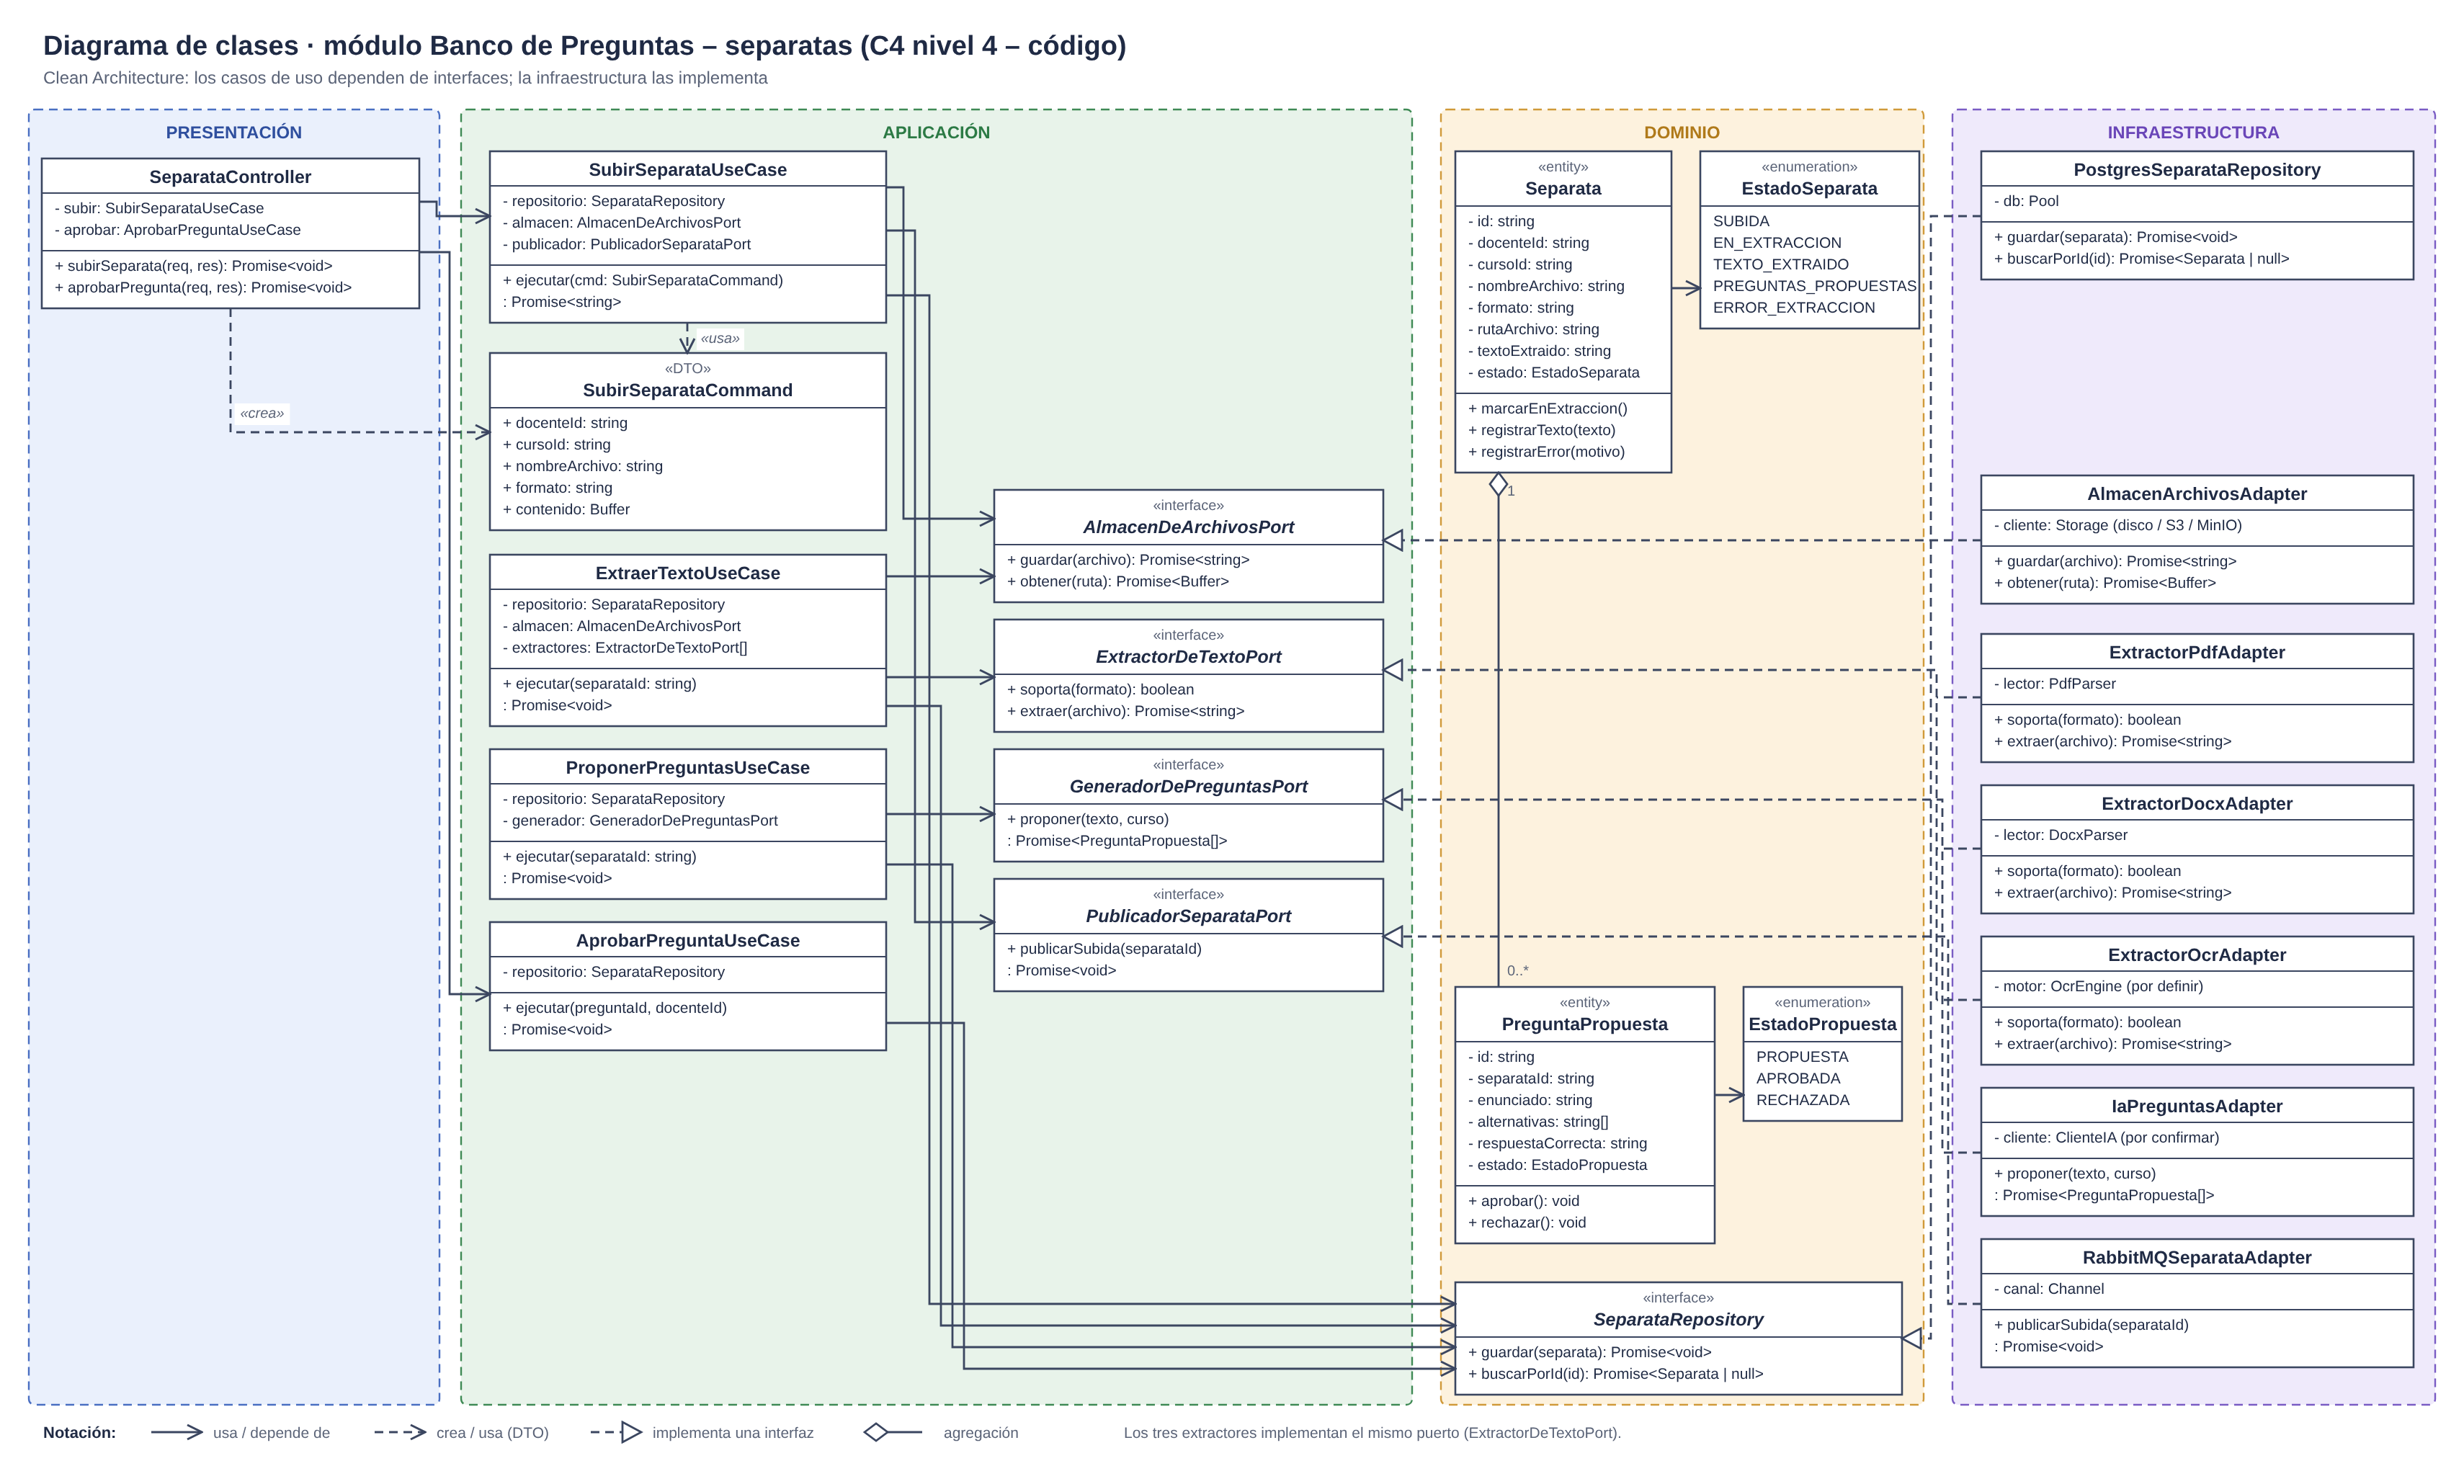 Diagrama de clases · módulo Banco de Preguntas – separatas (C4 nivel 4 – código)
Clean Architecture: los casos de uso dependen de interfaces; la infraestructura las implementa
PRESENTACIÓN
SeparataController
- subir: SubirSeparataUseCase
- aprobar: AprobarPreguntaUseCase
+ subirSeparata(req, res): Promise<void>
+ aprobarPregunta(req, res): Promise<void>
«crea»
APLICACIÓN
SubirSeparataUseCase
- repositorio: SeparataRepository
- almacen: AlmacenDeArchivosPort
- publicador: PublicadorSeparataPort
+ ejecutar(cmd: SubirSeparataCommand)
: Promise<string>
«usa»
«DTO»
SubirSeparataCommand
+ docenteId: string
+ cursoId: string
+ nombreArchivo: string
+ formato: string
+ contenido: Buffer
ExtraerTextoUseCase
- repositorio: SeparataRepository
- almacen: AlmacenDeArchivosPort
- extractores: ExtractorDeTextoPort[]
+ ejecutar(separataId: string)
: Promise<void>
ProponerPreguntasUseCase
- repositorio: SeparataRepository
- generador: GeneradorDePreguntasPort
+ ejecutar(separataId: string)
: Promise<void>
AprobarPreguntaUseCase
- repositorio: SeparataRepository
+ ejecutar(preguntaId, docenteId)
: Promise<void>
«interface»
AlmacenDeArchivosPort
+ guardar(archivo): Promise<string>
+ obtener(ruta): Promise<Buffer>
«interface»
ExtractorDeTextoPort
+ soporta(formato): boolean
+ extraer(archivo): Promise<string>
«interface»
GeneradorDePreguntasPort
+ proponer(texto, curso)
: Promise<PreguntaPropuesta[]>
«interface»
PublicadorSeparataPort
+ publicarSubida(separataId)
: Promise<void>
DOMINIO
«entity»
Separata
- id: string
- docenteId: string
- cursoId: string
- nombreArchivo: string
- formato: string
- rutaArchivo: string
- textoExtraido: string
- estado: EstadoSeparata
+ marcarEnExtraccion()
+ registrarTexto(texto)
+ registrarError(motivo)
«enumeration»
EstadoSeparata
SUBIDA
EN_EXTRACCION
TEXTO_EXTRAIDO
PREGUNTAS_PROPUESTAS
ERROR_EXTRACCION
1
0..*
«entity»
PreguntaPropuesta
- id: string
- separataId: string
- enunciado: string
- alternativas: string[]
- respuestaCorrecta: string
- estado: EstadoPropuesta
+ aprobar(): void
+ rechazar(): void
«enumeration»
EstadoPropuesta
PROPUESTA
APROBADA
RECHAZADA
«interface»
SeparataRepository
+ guardar(separata): Promise<void>
+ buscarPorId(id): Promise<Separata | null>
INFRAESTRUCTURA
PostgresSeparataRepository
- db: Pool
+ guardar(separata): Promise<void>
+ buscarPorId(id): Promise<Separata | null>
AlmacenArchivosAdapter
- cliente: Storage (disco / S3 / MinIO)
+ guardar(archivo): Promise<string>
+ obtener(ruta): Promise<Buffer>
ExtractorPdfAdapter
- lector: PdfParser
+ soporta(formato): boolean
+ extraer(archivo): Promise<string>
ExtractorDocxAdapter
- lector: DocxParser
+ soporta(formato): boolean
+ extraer(archivo): Promise<string>
ExtractorOcrAdapter
- motor: OcrEngine (por definir)
+ soporta(formato): boolean
+ extraer(archivo): Promise<string>
IaPreguntasAdapter
- cliente: ClienteIA (por confirmar)
+ proponer(texto, curso)
: Promise<PreguntaPropuesta[]>
RabbitMQSeparataAdapter
- canal: Channel
+ publicarSubida(separataId)
: Promise<void>
Notación:
usa / depende de
crea / usa (DTO)
implementa una interfaz
agregación
Los tres extractores implementan el mismo puerto (ExtractorDeTextoPort).